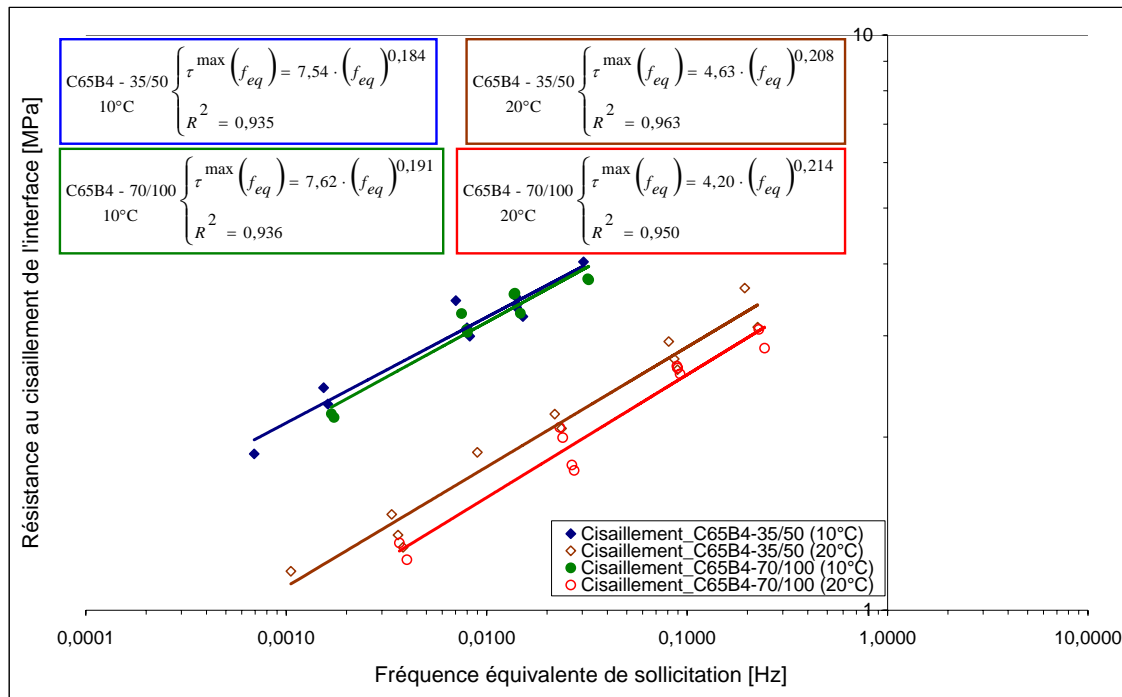 C65B4 - 35/50
10°C
τ^max (f_eq) = 7,54 · (f_eq)^0,184
R^2 = 0,935
C65B4 - 35/50
20°C
τ^max (f_eq) = 4,63 · (f_eq)^0,208
R^2 = 0,963
C65B4 - 70/100
10°C
τ^max (f_eq) = 7,62 · (f_eq)^0,191
R^2 = 0,936
C65B4 - 70/100
20°C
τ^max (f_eq) = 4,20 · (f_eq)^0,214
R^2 = 0,950
Résistance au cisaillement de l'interface [MPa]
10
1
Cisaillement_C65B4-35/50 (10°C)
Cisaillement_C65B4-35/50 (20°C)
Cisaillement_C65B4-70/100 (10°C)
Cisaillement_C65B4-70/100 (20°C)
0,0001 0,0010 0,0100 0,1000 1,0000 10,0000
Fréquence équivalente de sollicitation [Hz]